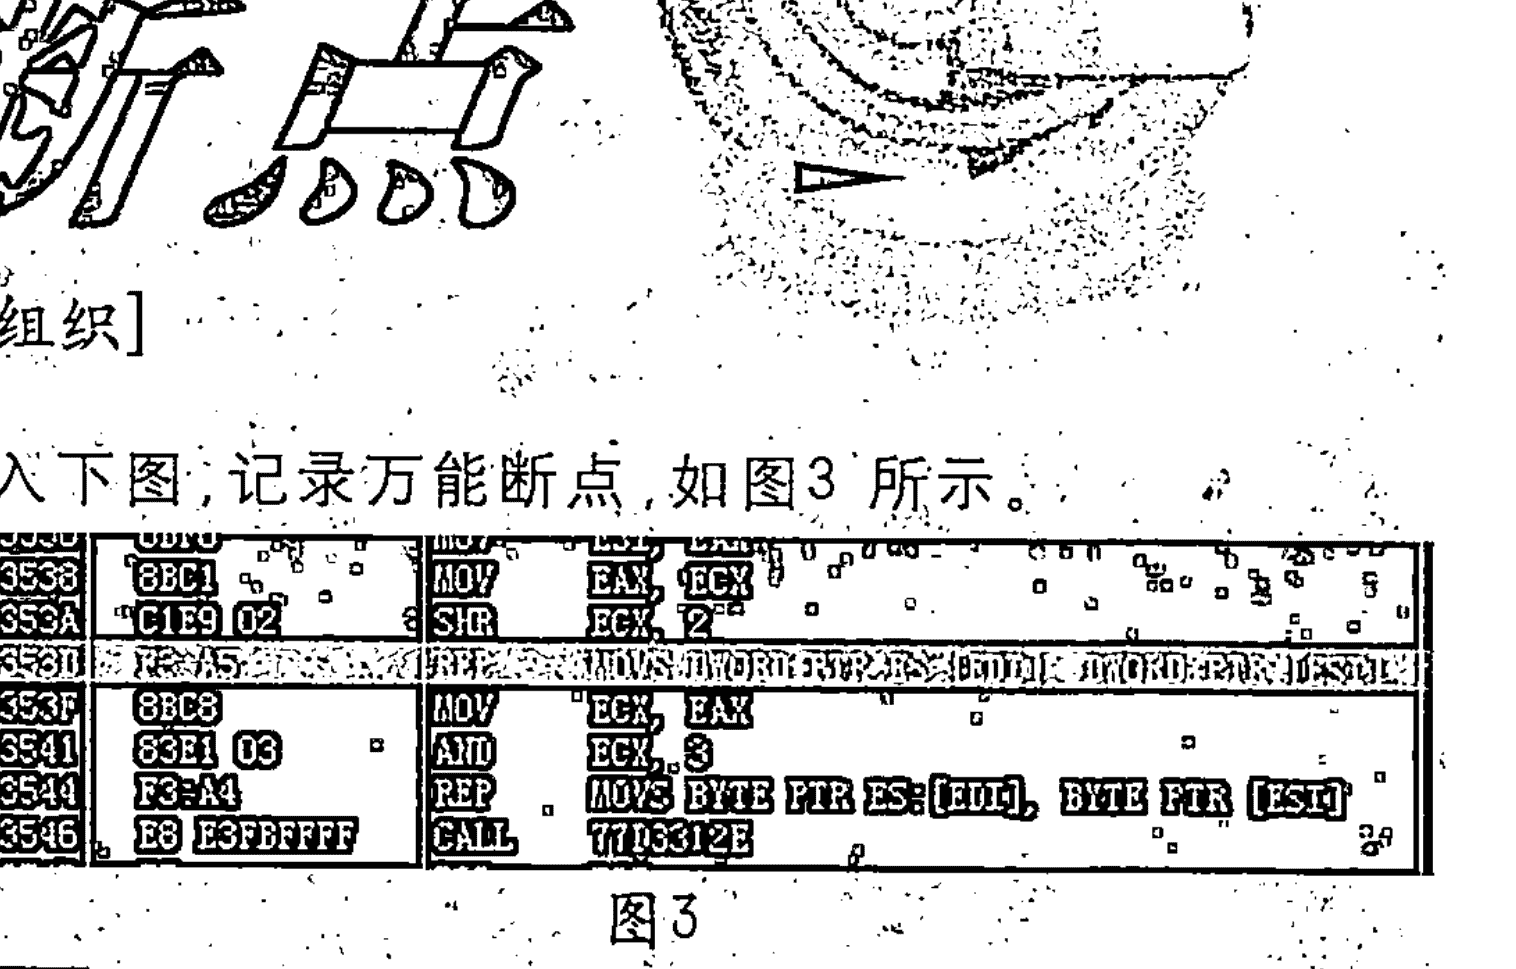 断点
组织]
入下图,记录万能断点,如图3 所示。
3538 8BC1 MOV EAX, ECX
353A C1E9 02 SHR ECX, 2
353D F3:A5 REP MOVS DWORD PTR ES:[EDI], DWORD PTR [ESI]
353F 8BC8 MOV ECX, EAX
3541 83E1 03 AND ECX, 3
3544 F3:A4 REP MOVS BYTE PTR ES:[EDI], BYTE PTR [ESI]
3546 E8 E3FBFFFF CALL 77D3312E
图3